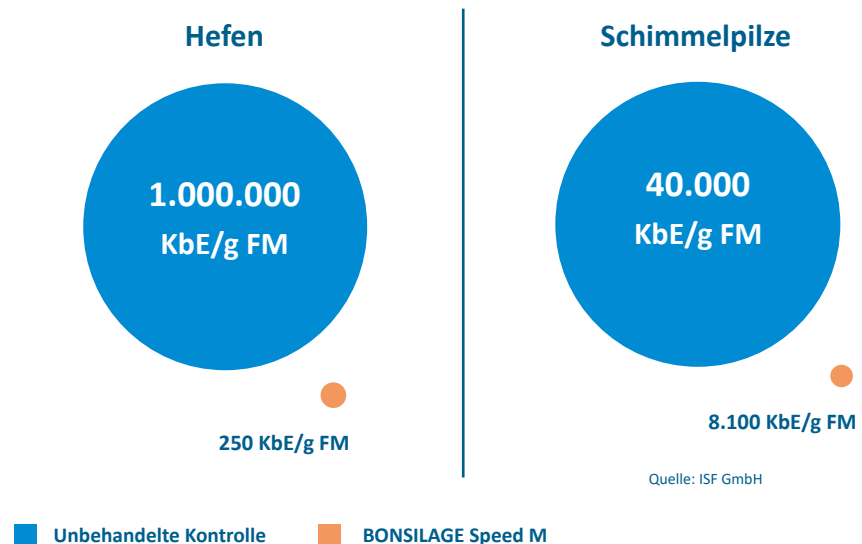 Hefen
1.000.000
KbE/g FM
250 KbE/g FM
Schimmelpilze
40.000
KbE/g FM
8.100 KbE/g FM
Quelle: ISF GmbH
Unbehandelte Kontrolle
BONSILAGE Speed M